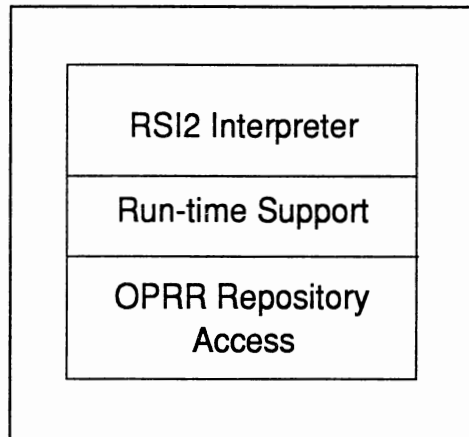 RSI2 Interpreter
Run-time Support
OPRR Repository
Access